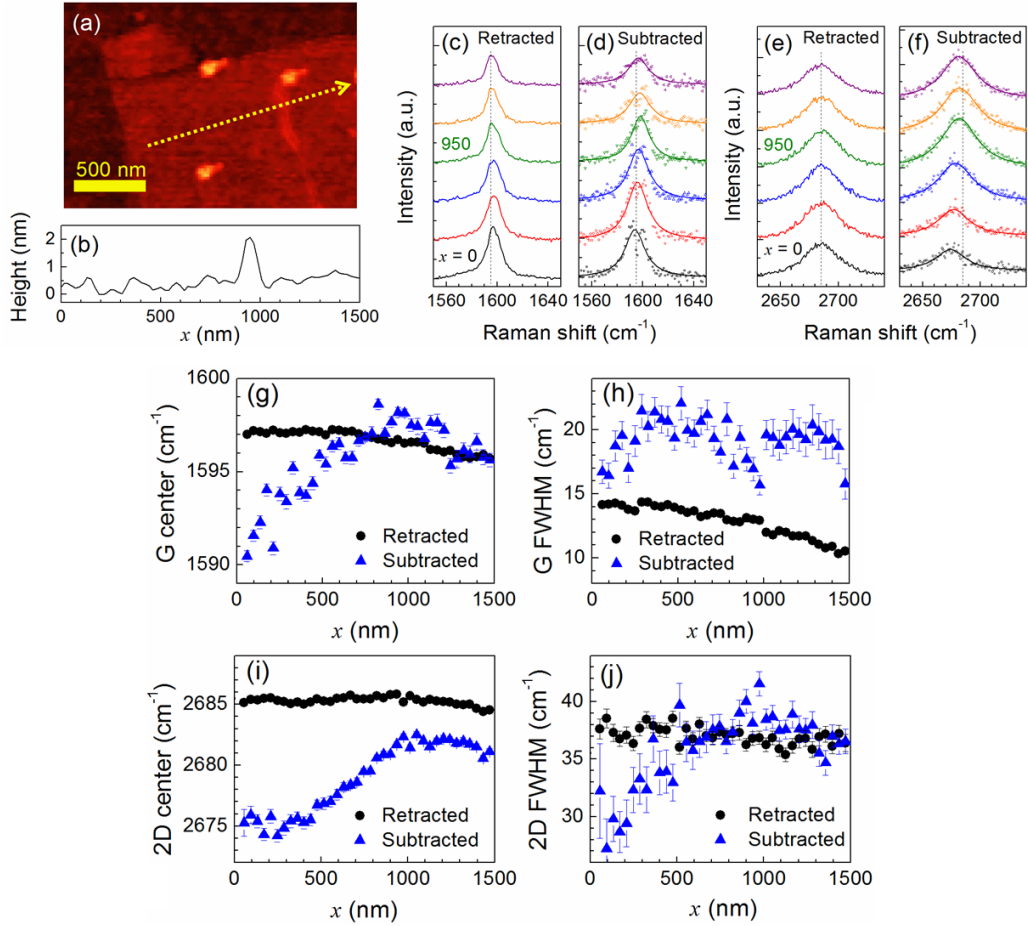 (a)
500 nm
(b)
Height (nm)
2
1
0
0 500 1000 1500
x (nm)
(c) Retracted
(d) Subtracted
(e) Retracted
(f) Subtracted
Intensity (a.u.)
950
x = 0
1560 1600 1640
1560 1600 1640
Raman shift (cm-1)
Intensity (a.u.)
950
x = 0
2650 2700
2650 2700
Raman shift (cm-1)
(g)
G center (cm-1)
1600
1595
1590
Retracted
Subtracted
0 500 1000 1500
x (nm)
(h)
G FWHM (cm-1)
20
15
10
Retracted
Subtracted
0 500 1000 1500
x (nm)
(i)
2D center (cm-1)
2685
2680
2675
Retracted
Subtracted
0 500 1000 1500
x (nm)
(j)
2D FWHM (cm-1)
40
35
30
Retracted
Subtracted
0 500 1000 1500
x (nm)